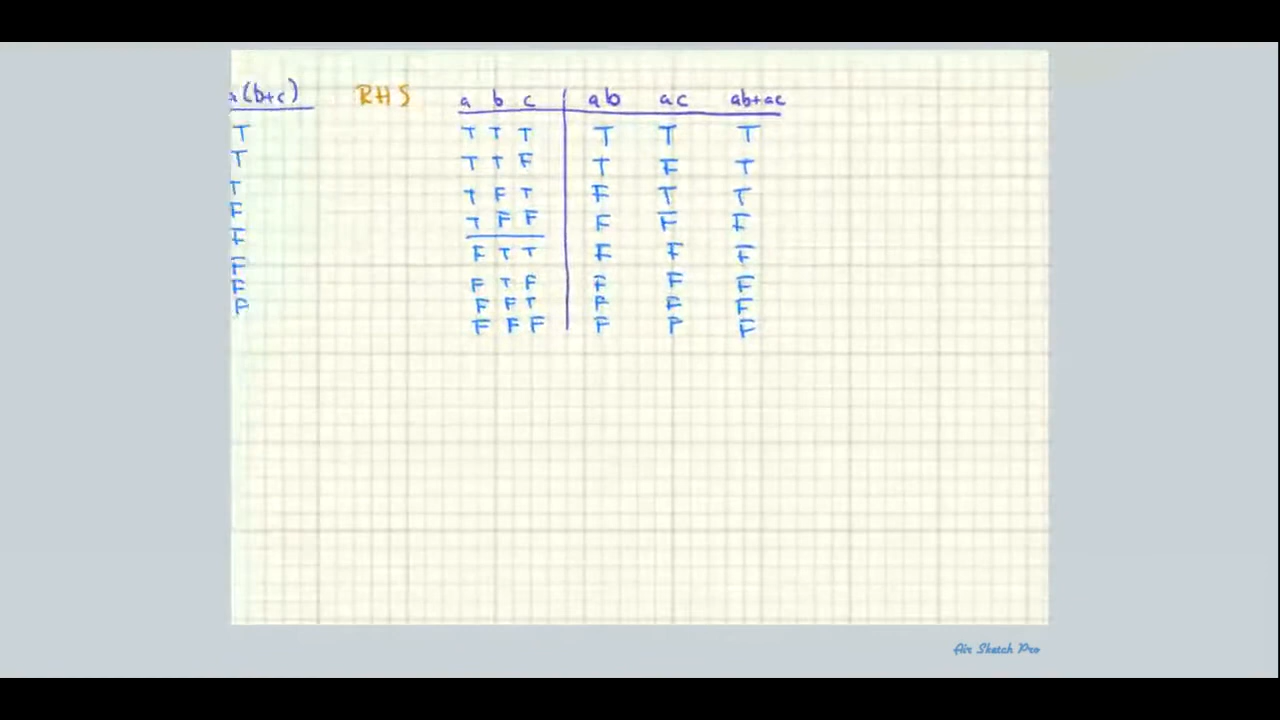 a(b+c) RHS a b c ab ac ab+ac
T T T T T T T
T T T F T F T
T T F T F T T
F T F F F F F
F F T T F F F
F F T F F F F
F F F T F F F
F F F F F F F
Air Sketch Pro